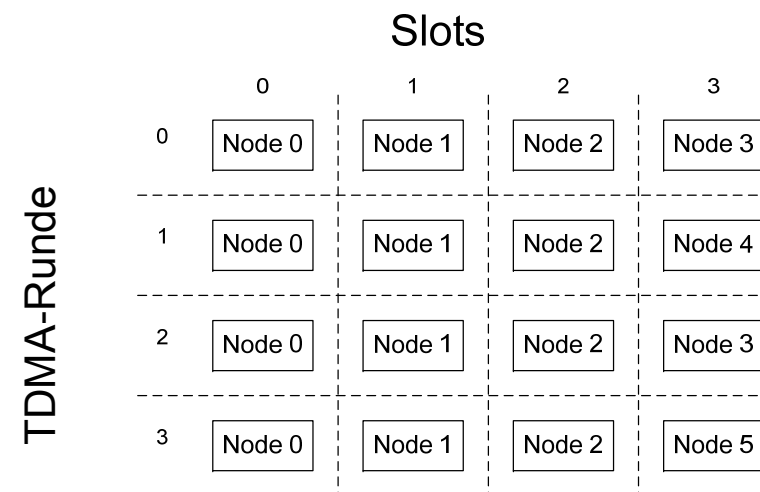 Slots
0 1 2 3
TDMA-Runde
0 Node 0 Node 1 Node 2 Node 3
1 Node 0 Node 1 Node 2 Node 4
2 Node 0 Node 1 Node 2 Node 3
3 Node 0 Node 1 Node 2 Node 5